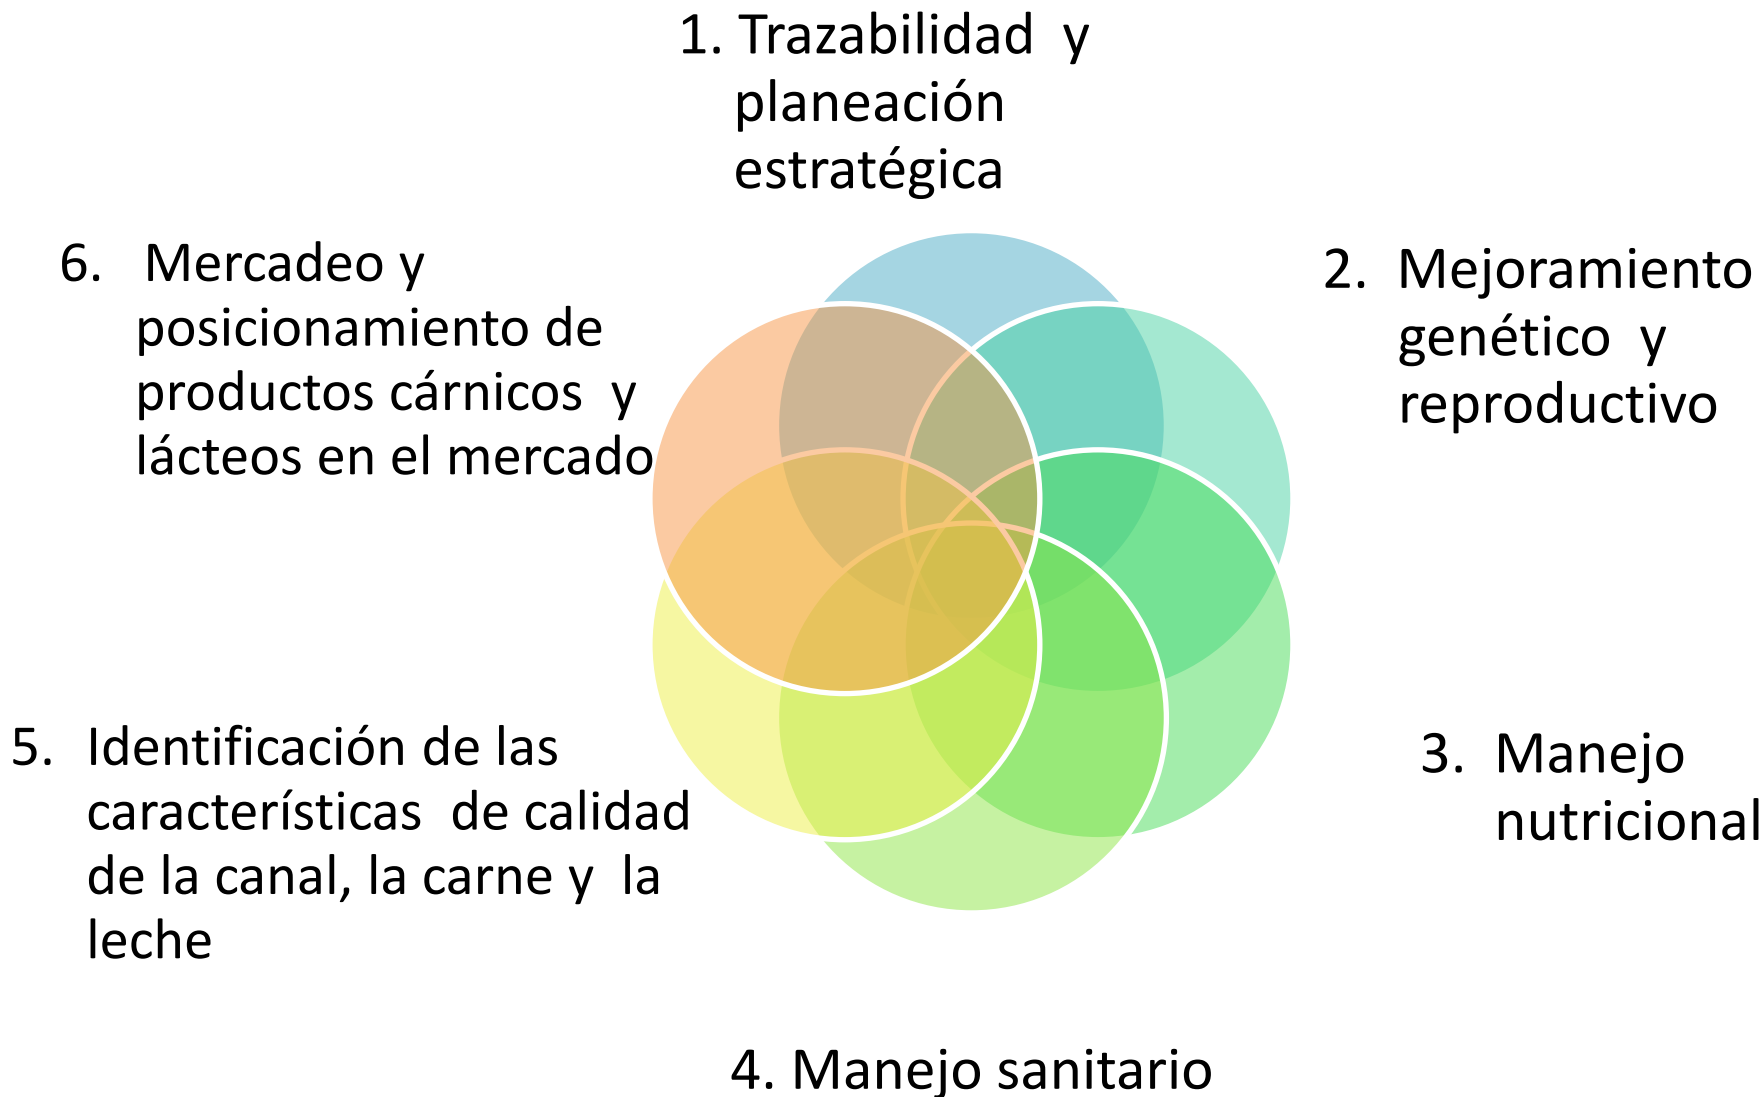 1. Trazabilidad y
planeación
estratégica
2. Mejoramiento
genético y
reproductivo
3. Manejo
nutricional
4. Manejo sanitario
5. Identificación de las
características de calidad
de la canal, la carne y la
leche
6. Mercadeo y
posicionamiento de
productos cárnicos y
lácteos en el mercado